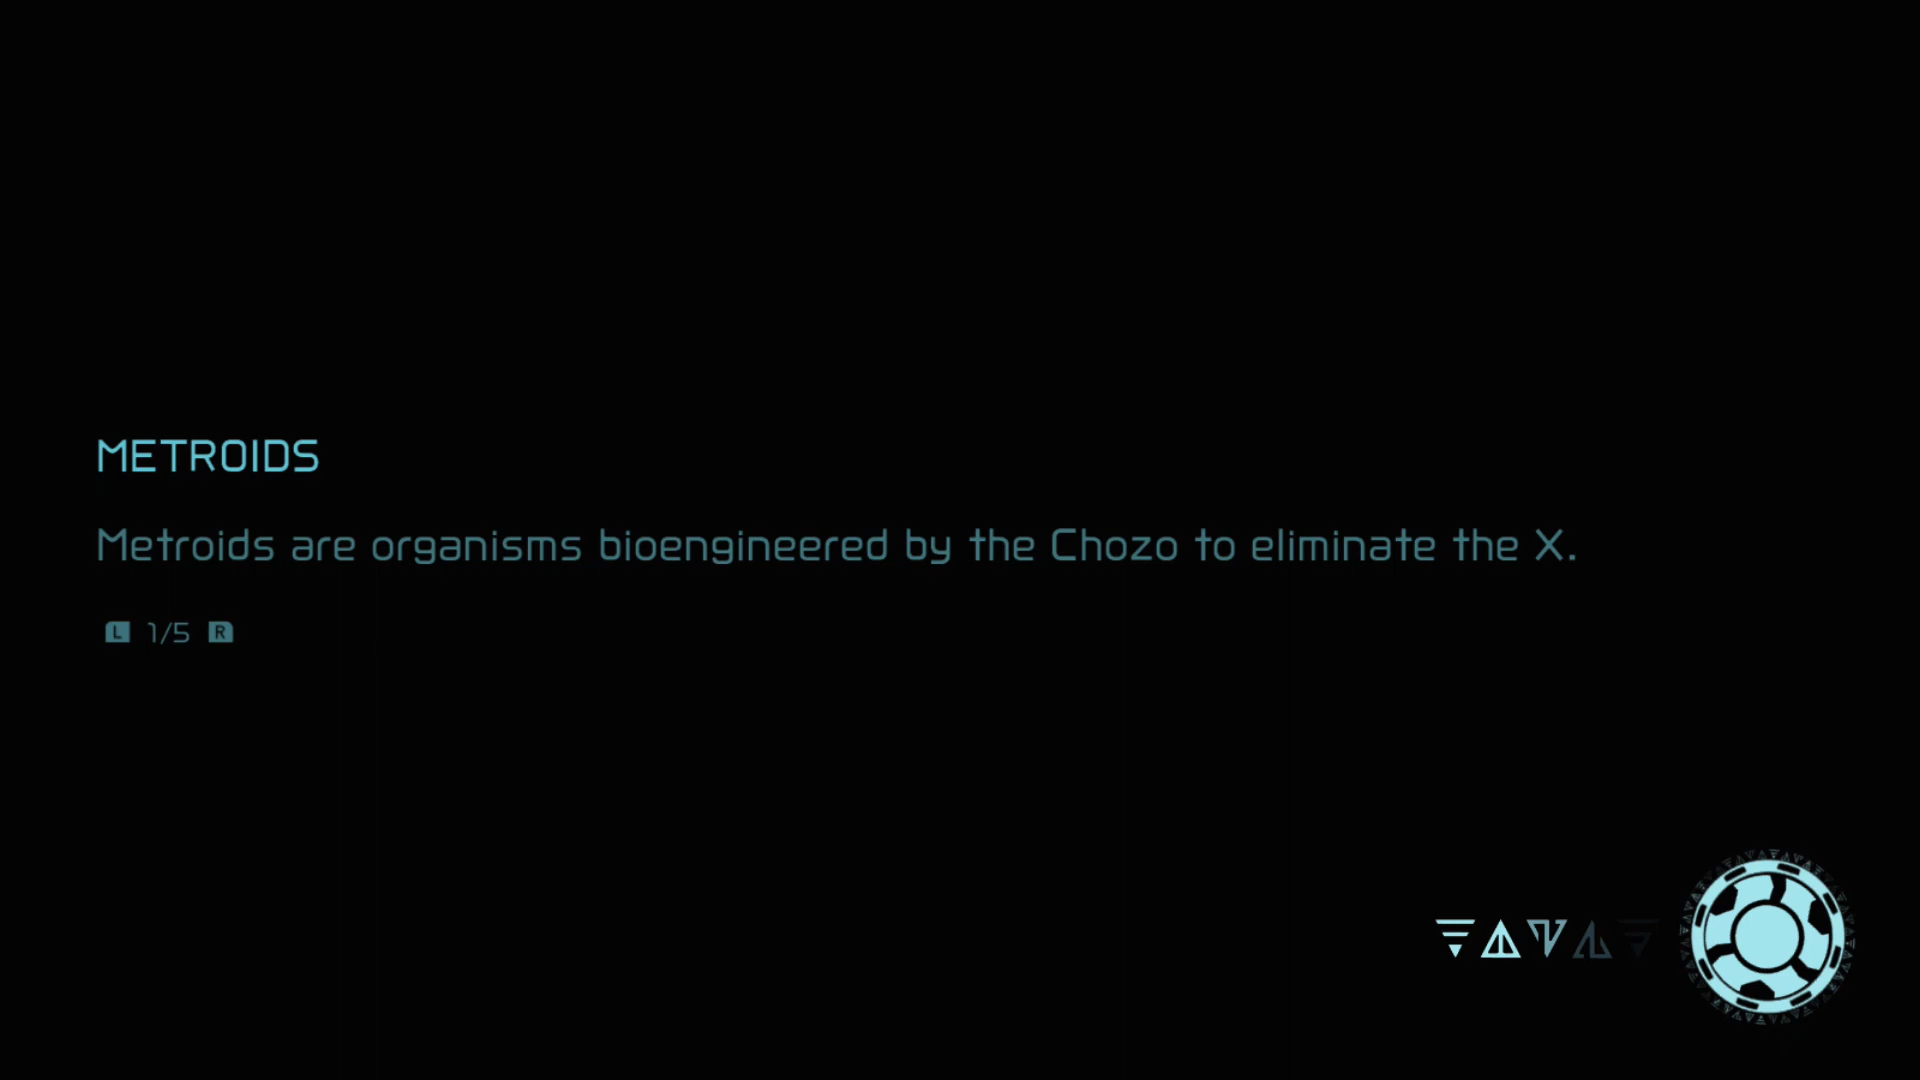 METROIDS
Metroids are organisms bioengineered by the Chozo to eliminate the X.
L 1/5 R